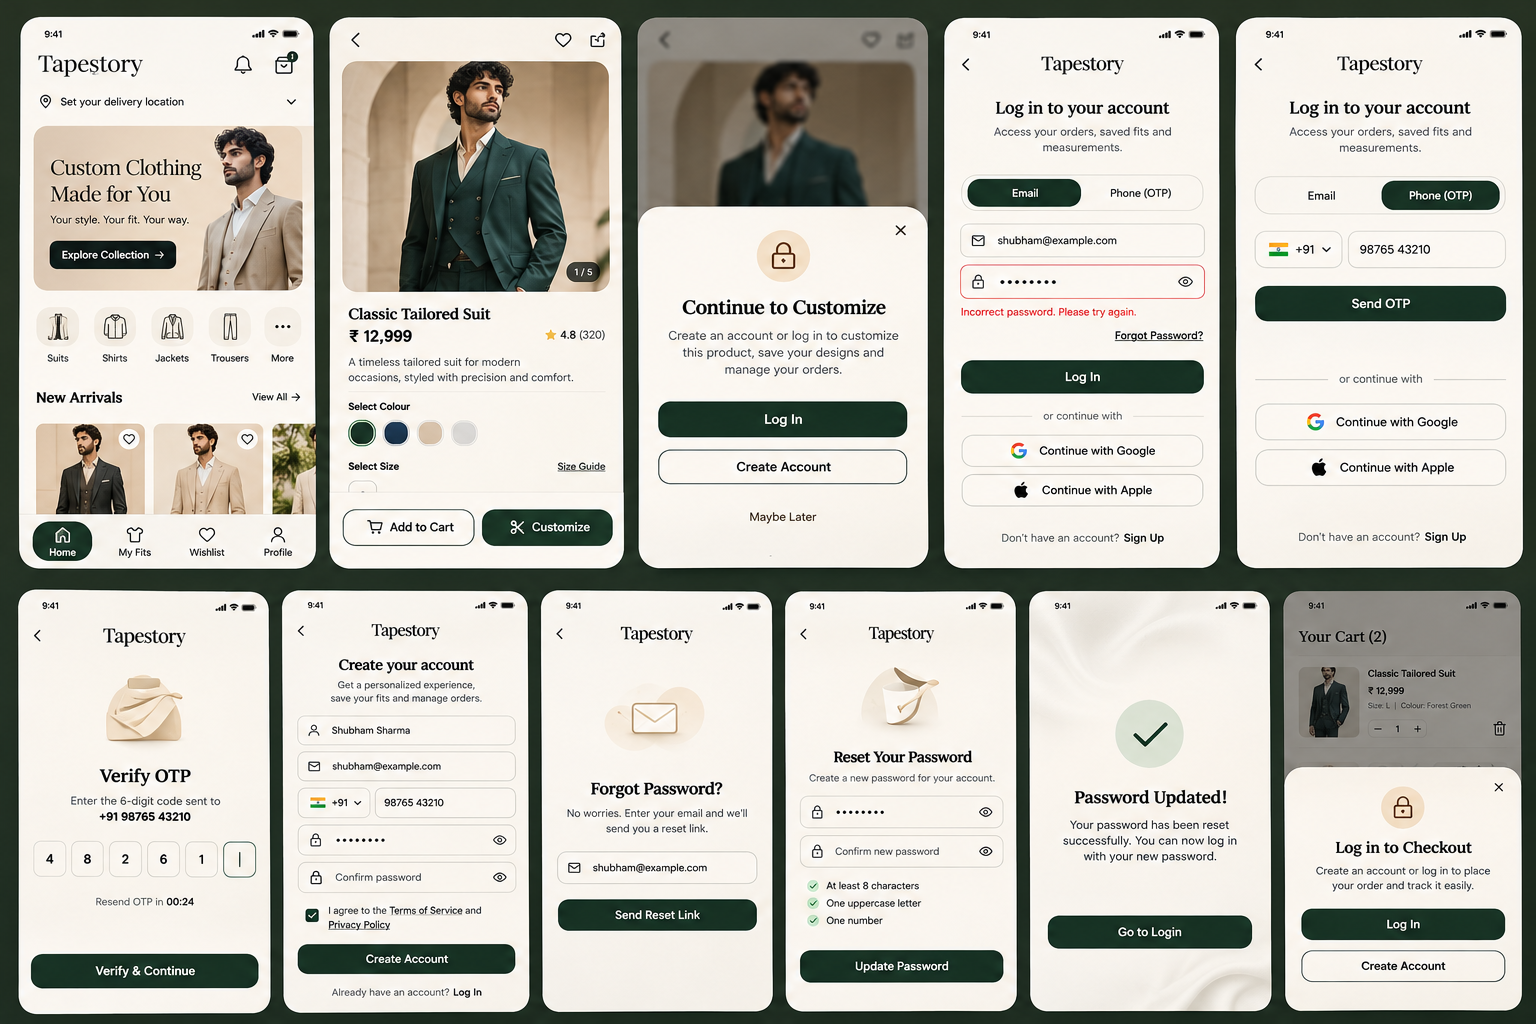 9:41
Tapestory
Set your delivery location
Custom Clothing
Made for You
Your style. Your fit. Your way.
Explore Collection →
Suits
Shirts
Jackets
Trousers
More
New Arrivals
View All →
Home
My Fits
Wishlist
Profile
1 / 5
Classic Tailored Suit
₹ 12,999
4.8 (320)
A timeless tailored suit for modern
occasions, styled with precision and comfort.
Select Colour
Select Size
Size Guide
Add to Cart
Customize
Continue to Customize
Create an account or log in to customize
this product, save your designs and
manage your orders.
Log In
Create Account
Maybe Later
9:41
Tapestory
Log in to your account
Access your orders, saved fits and
measurements.
Email
Phone (OTP)
shubham@example.com
••••••••
Incorrect password. Please try again.
Forgot Password?
Log In
or continue with
Continue with Google
Continue with Apple
Don't have an account? Sign Up
9:41
Tapestory
Log in to your account
Access your orders, saved fits and
measurements.
Email
Phone (OTP)
+91
98765 43210
Send OTP
or continue with
Continue with Google
Continue with Apple
Don't have an account? Sign Up
9:41
Tapestory
Verify OTP
Enter the 6-digit code sent to
+91 98765 43210
4 8 2 6 1
Resend OTP in 00:24
Verify & Continue
9:41
Tapestory
Create your account
Get a personalized experience,
save your fits and manage orders.
Shubham Sharma
shubham@example.com
+91
98765 43210
••••••••
Confirm password
I agree to the Terms of Service and
Privacy Policy
Create Account
Already have an account? Log In
9:41
Tapestory
Forgot Password?
No worries. Enter your email and we'll
send you a reset link.
shubham@example.com
Send Reset Link
9:41
Tapestory
Reset Your Password
Create a new password for your account.
••••••••
Confirm new password
At least 8 characters
One uppercase letter
One number
Update Password
9:41
Password Updated!
Your password has been reset
successfully. You can now log in
with your new password.
Go to Login
9:41
Your Cart (2)
Classic Tailored Suit
₹ 12,999
Size: L | Colour: Forest Green
− 1 +
Log in to Checkout
Create an account or log in to place
your order and track it easily.
Log In
Create Account